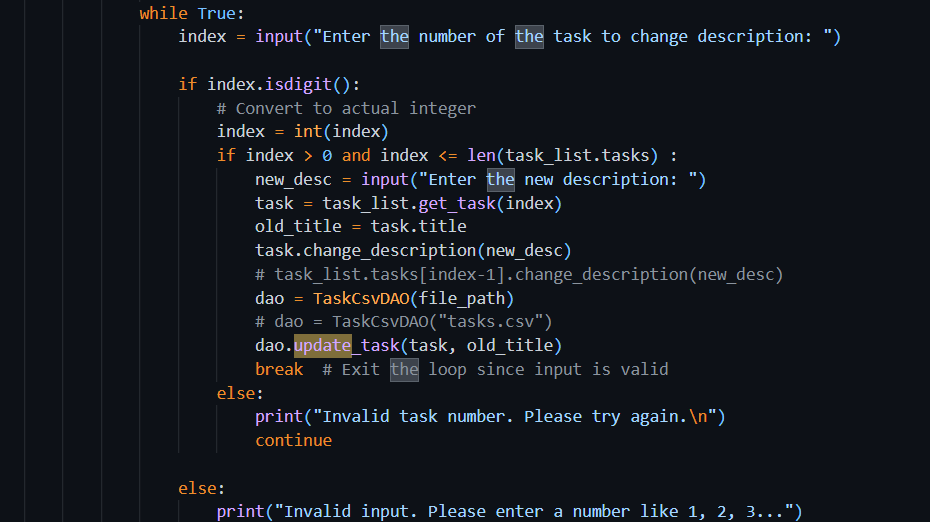 while True:
index = input("Enter the number of the task to change description: ")
if index.isdigit():
# Convert to actual integer
index = int(index)
if index > 0 and index <= len(task_list.tasks) :
new_desc = input("Enter the new description: ")
task = task_list.get_task(index)
old_title = task.title
task.change_description(new_desc)
# task_list.tasks[index-1].change_description(new_desc)
dao = TaskCsvDAO(file_path)
# dao = TaskCsvDAO("tasks.csv")
dao.update_task(task, old_title)
break  # Exit the loop since input is valid
else:
print("Invalid task number. Please try again.\n")
continue
else:
print("Invalid input. Please enter a number like 1, 2, 3...")